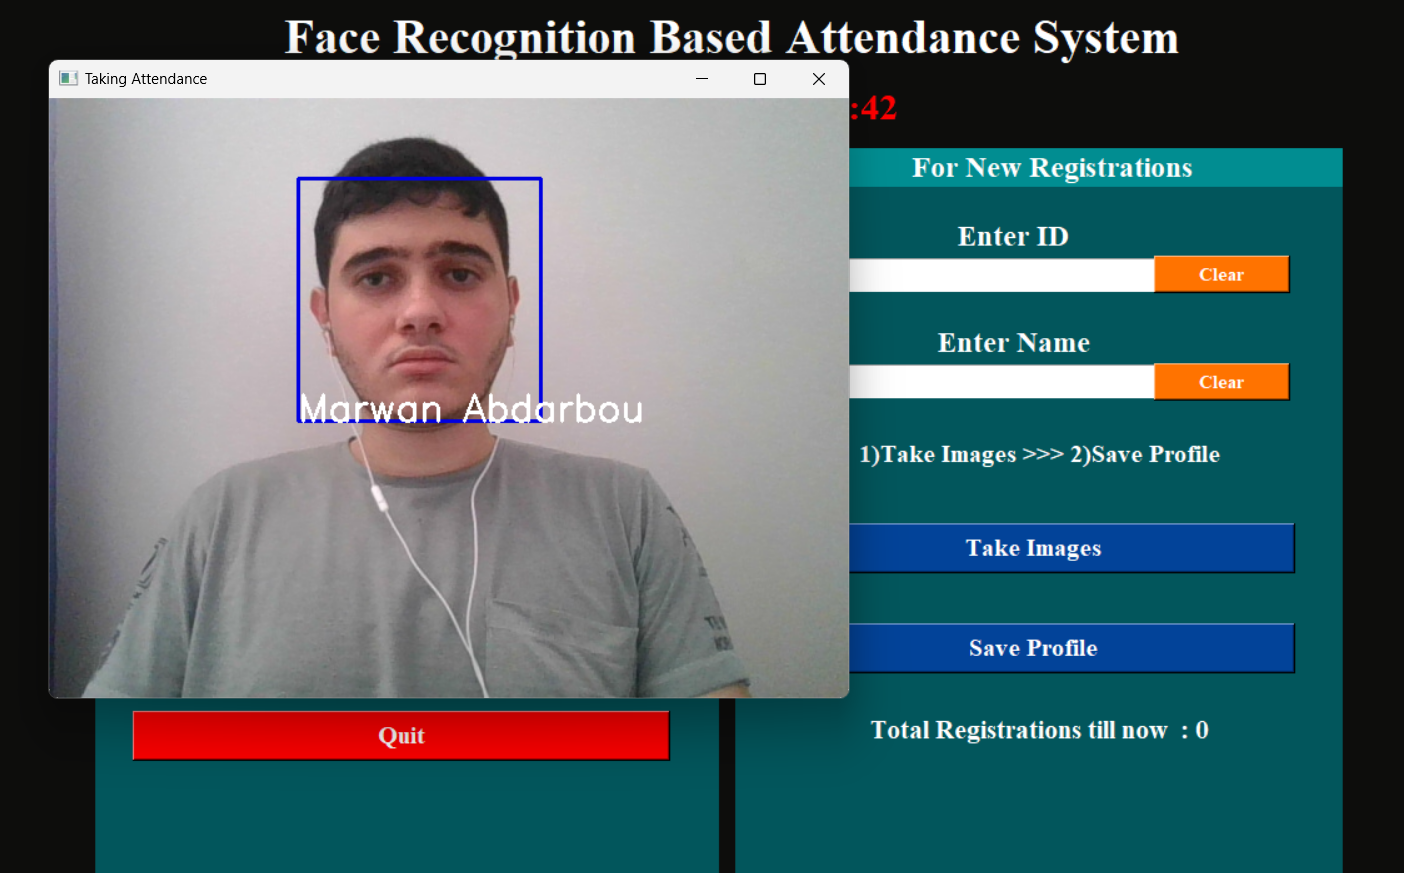 Face Recognition Based Attendance System
Taking Attendance
:42
For New Registrations
Enter ID
Clear
Enter Name
Clear
Marwan Abdarbou
1)Take Images >>> 2)Save Profile
Take Images
Save Profile
Quit
Total Registrations till now : 0